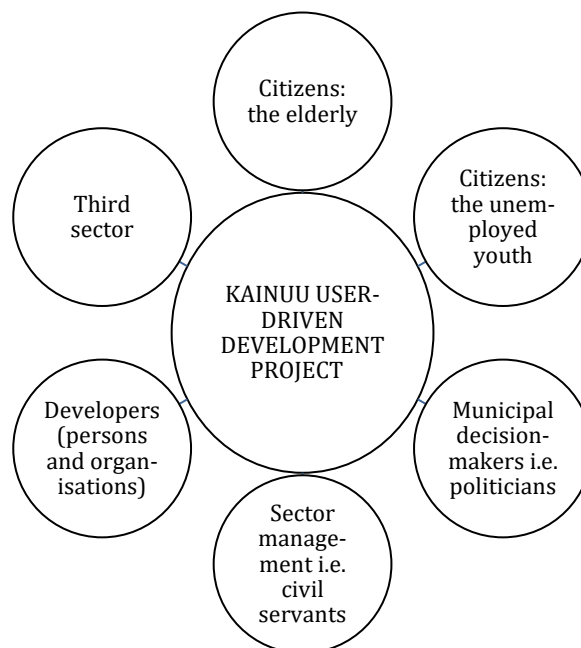 Citizens:
the elderly
Citizens:
the unem-
ployed
youth
Third
sector
KAINUU USER-
DRIVEN
DEVELOPMENT
PROJECT
Developers
(persons
and organ-
isations)
Municipal
decision-
makers i.e.
politicians
Sector
manage-
ment i.e.
civil
servants